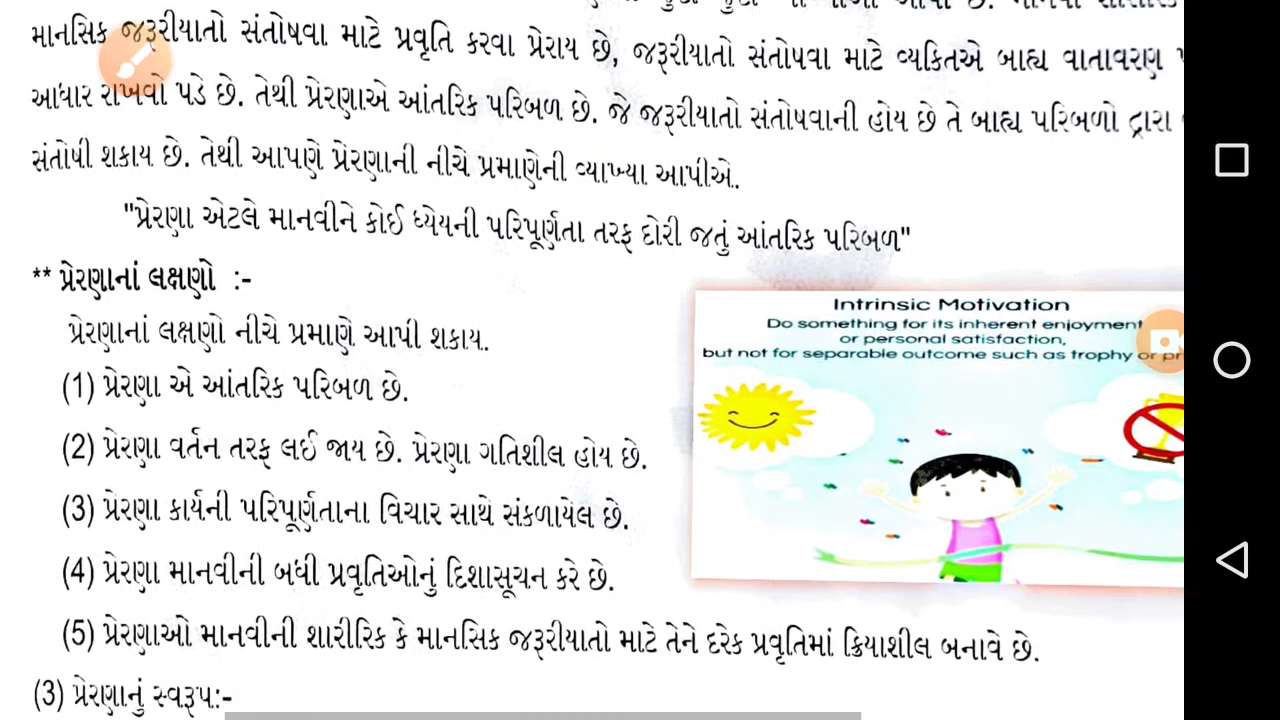 માનસિક જરૂરીયાતો સંતોષવા માટે પ્રવૃતિ કરવા પ્રેરાય છે, જરૂરીયાતો સંતોષવા માટે વ્યકિતએ બાહ્ય વાતાવરણ
આધાર રાખવો પડે છે. તેથી પ્રેરણાએ આંતરિક પરિબળ છે. જે જરૂરીયાતો સંતોષવાની હોય છે તે બાહ્ય પરિબળો દ્વારા
સંતોષી શકાય છે. તેથી આપણે પ્રેરણાની નીચે પ્રમાણેની વ્યાખ્યા આપીએ.
"પ્રેરણા એટલે માનવીને કોઈ ધ્યેયની પરિપૂર્ણતા તરફ દોરી જતું આંતરિક પરિબળ"
** પ્રેરણાનાં લક્ષણો :-
પ્રેરણાનાં લક્ષણો નીચે પ્રમાણે આપી શકાય.
(1) પ્રેરણા એ આંતરિક પરિબળ છે.
(2) પ્રેરણા વર્તન તરફ લઈ જાય છે. પ્રેરણા ગતિશીલ હોય છે.
(3) પ્રેરણા કાર્યની પરિપૂર્ણતાના વિચાર સાથે સંકળાયેલ છે.
(4) પ્રેરણા માનવીની બધી પ્રવૃતિઓનું દિશાસૂચન કરે છે.
(5) પ્રેરણાઓ માનવીની શારીરિક કે માનસિક જરૂરીયાતો માટે તેને દરેક પ્રવૃતિમાં ક્રિયાશીલ બનાવે છે.
(3) પ્રેરણાનું સ્વરૂપ:-
Intrinsic Motivation
Do something for its inherent enjoyment
or personal satisfaction,
but not for separable outcome such as trophy or